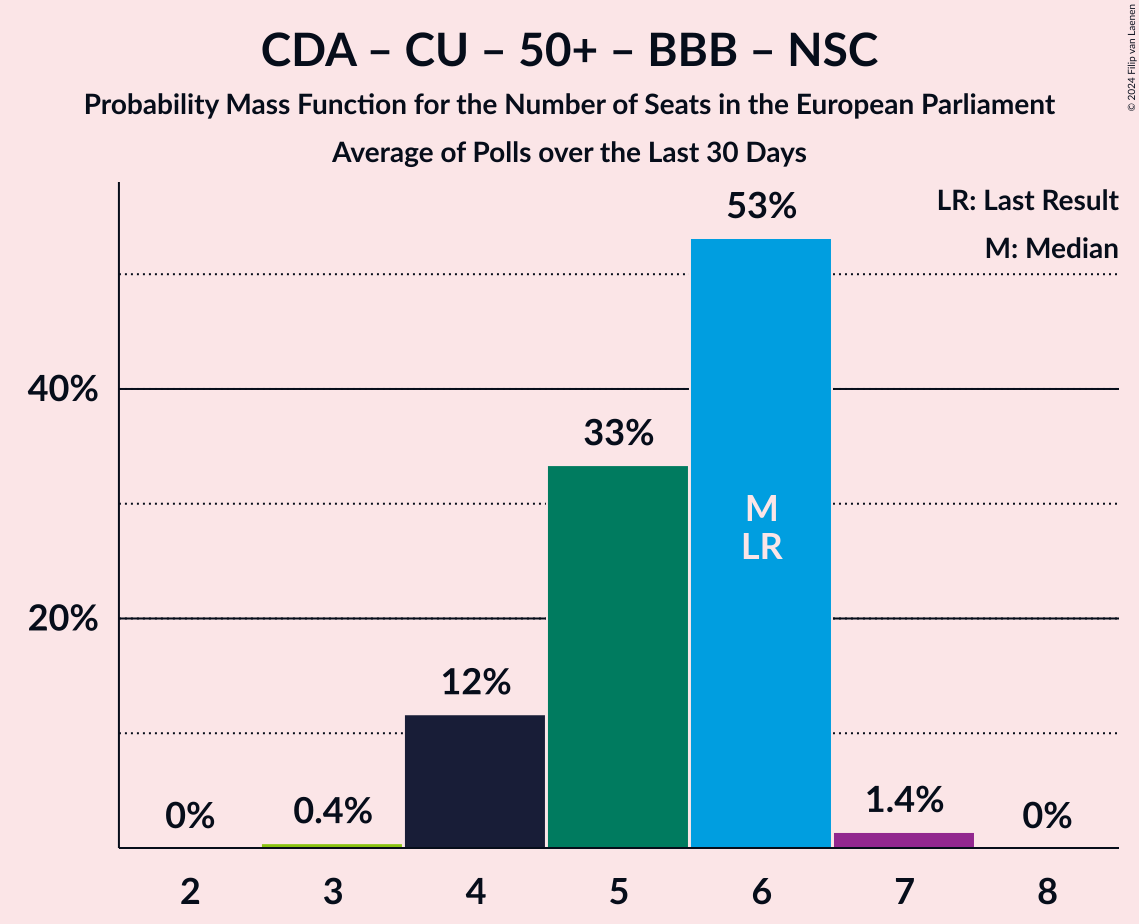 CDA – CU – 50+ – BBB – NSC
Probability Mass Function for the Number of Seats in the European Parliament
Average of Polls over the Last 30 Days
© 2024 Filip van Laenen
LR: Last Result
M: Median
53%
40%
33%
M
LR
20%
12%
0%
0.4%
1.4%
0%
2 3 4 5 6 7 8